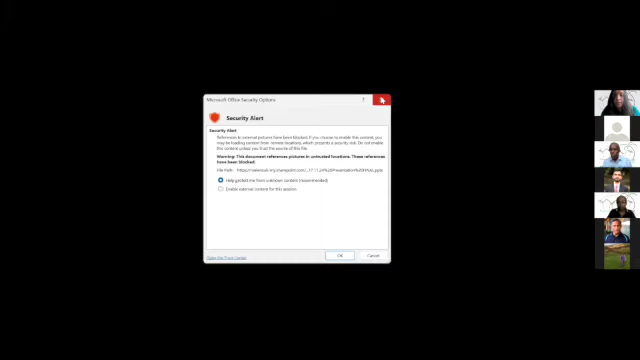 Microsoft Office Security Options
?
Security Alert
Security Alert
References to external pictures have been blocked. If you choose to enable this content, you
may be loading content from remote locations, which presents a security risk. Do not enable
this content unless you trust the source of this file.
Warning: This document references pictures in untrusted locations. These references
have been blocked.
File Path:
Help protect me from unknown content (recommended)
Enable external content for this session
Open the Trust Center
OK
Cancel